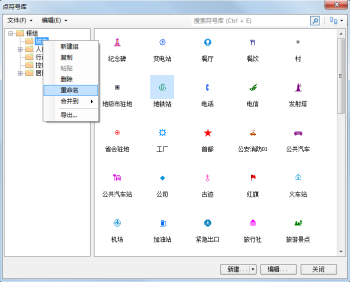 点符号库
文件(F) 编辑(E)
搜索符号库 (Ctrl + E)
根组
新建组
复制
粘贴
删除
重命名
合并到
导出...
纪念碑 变电站 餐厅 餐饮 村
地级市驻地 地铁站 电话 电信 发射塔
省会驻地 工厂 首都 公安消防01 公共汽车
公共汽车站 公司 古迹 红旗 火车站
机场 加油站 紧急出口 旅行社 旅游景点
新建... 编辑... 关闭